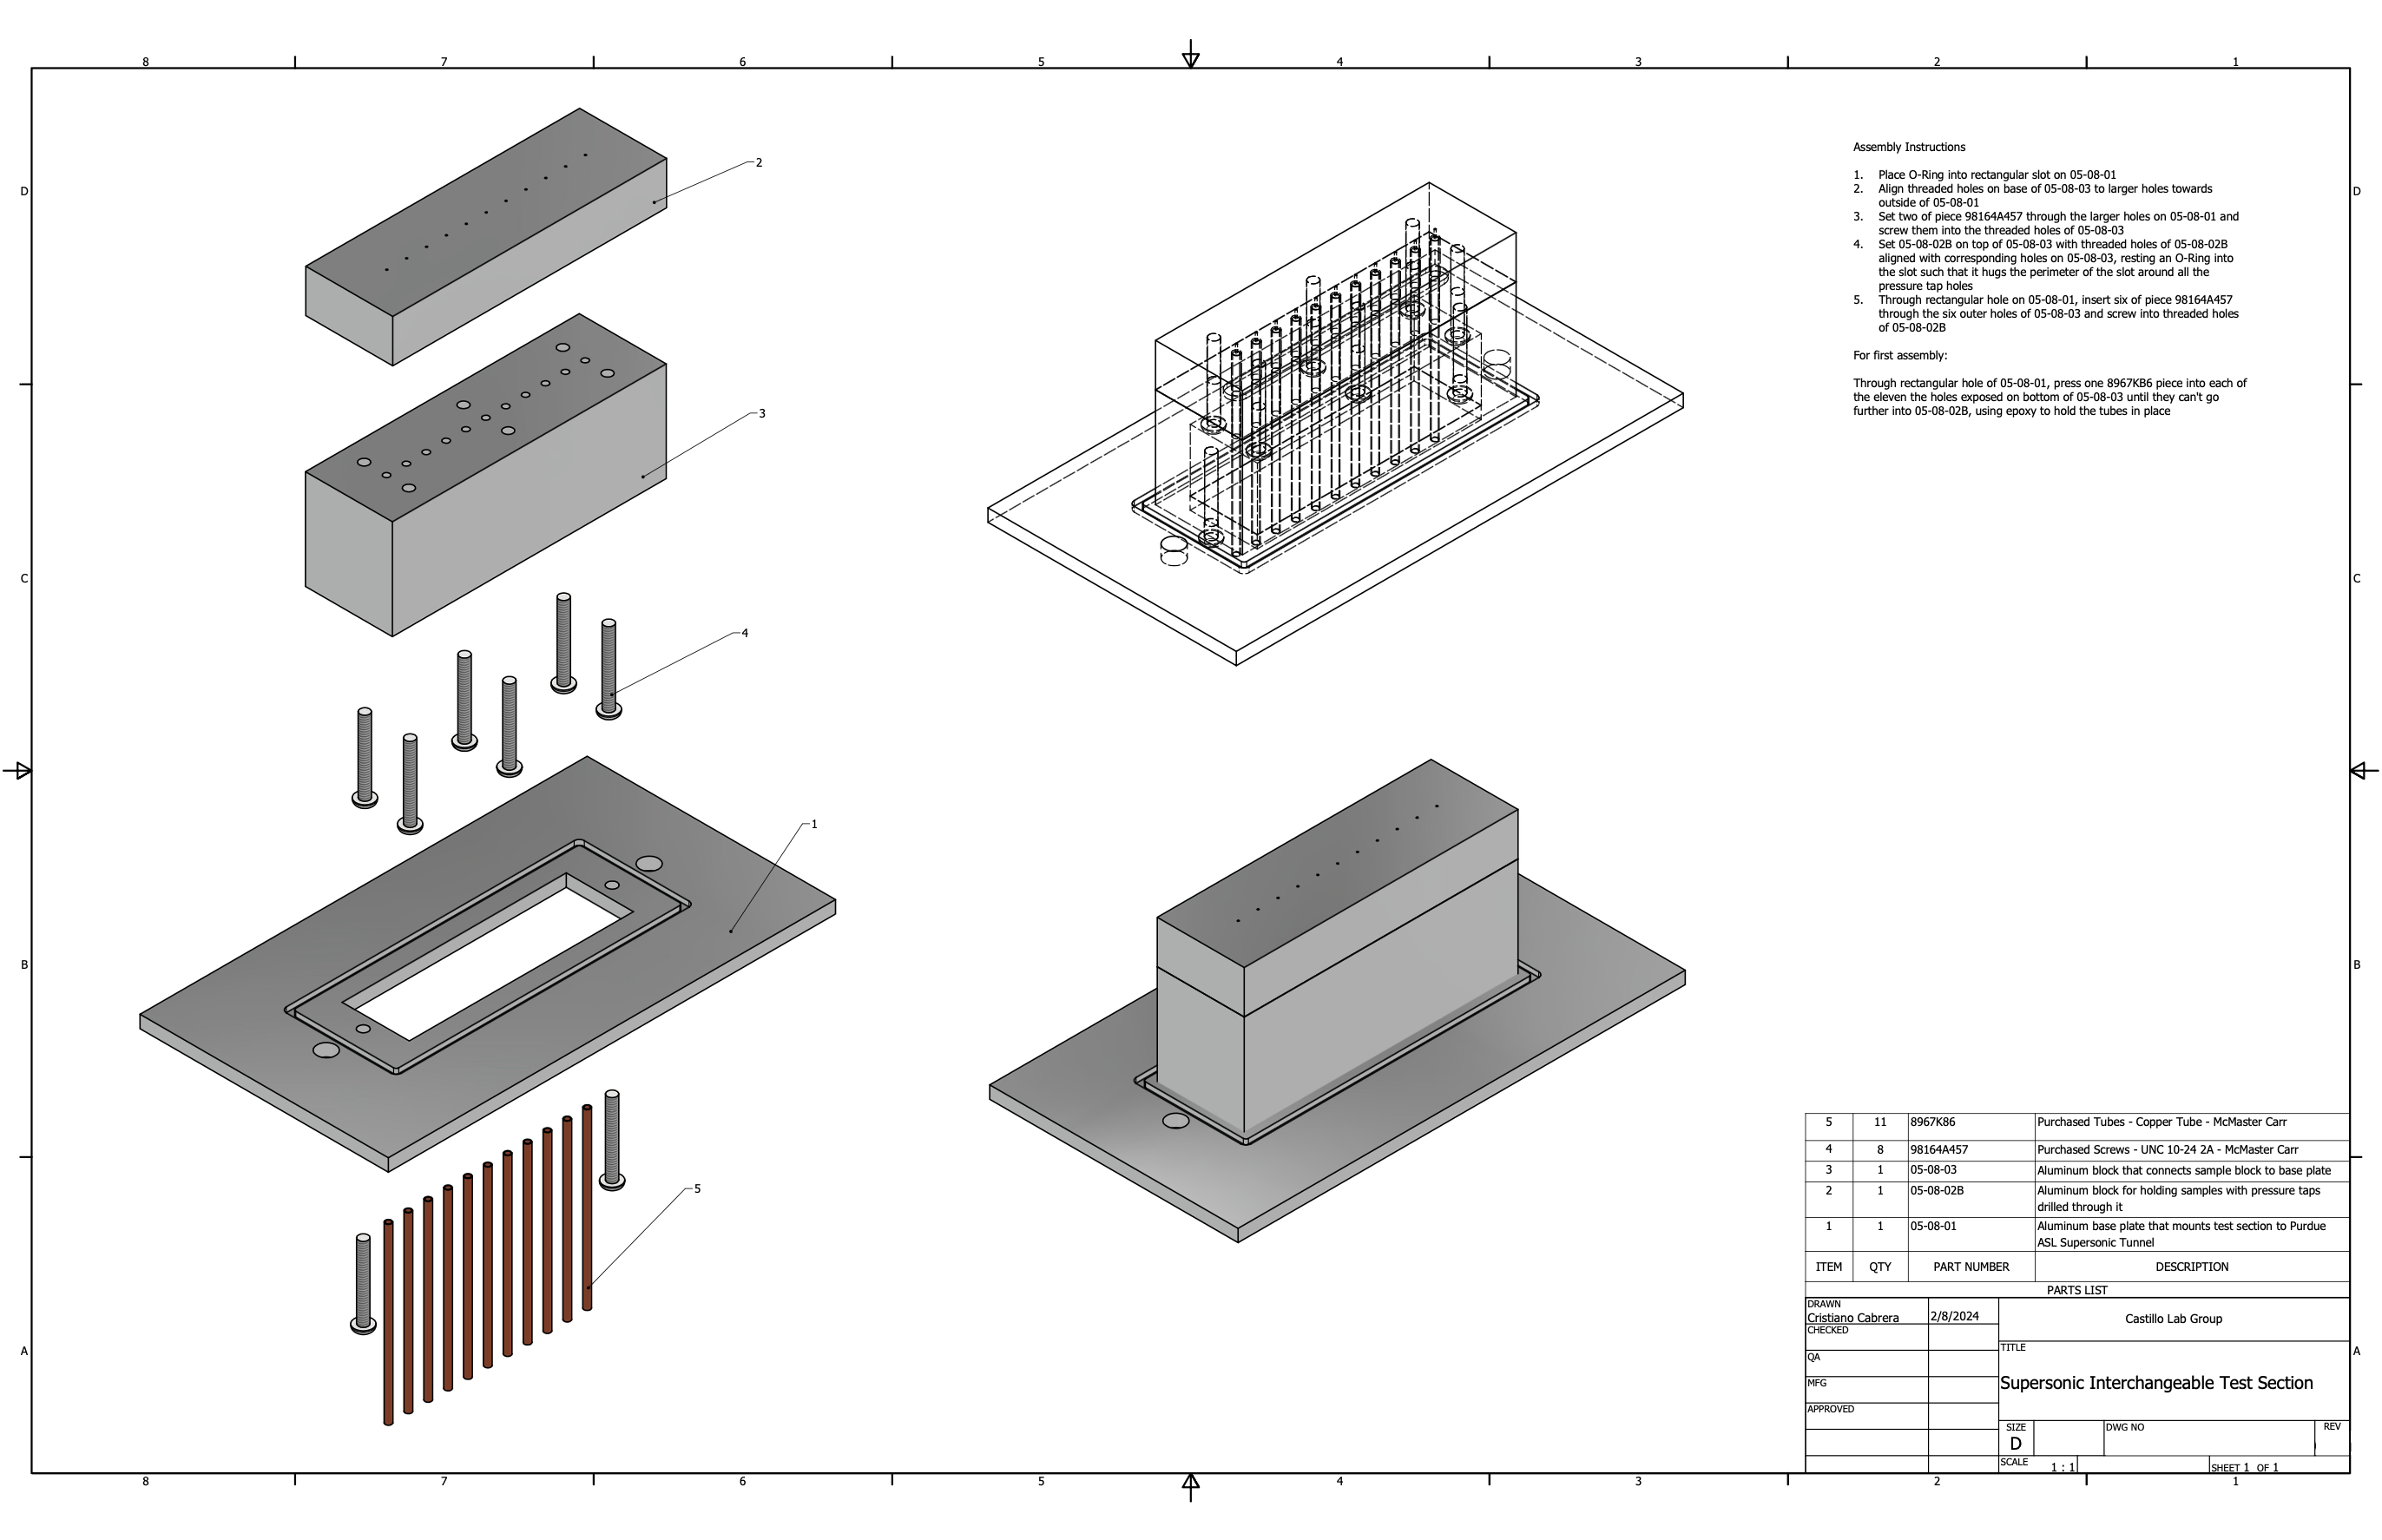 8 7 6 5 4 3 2 1
D
C
B
A
2
3
4
1
5
Assembly Instructions
1. Place O-Ring into rectangular slot on 05-08-01
2. Align threaded holes on base of 05-08-03 to larger holes towards
outside of 05-08-01
3. Set two of piece 98164A457 through the larger holes on 05-08-01 and
screw them into the threaded holes of 05-08-03
4. Set 05-08-02B on top of 05-08-03 with threaded holes of 05-08-02B
aligned with corresponding holes on 05-08-03, resting an O-Ring into
the slot such that it hugs the perimeter of the slot around all the
pressure tap holes
5. Through rectangular hole on 05-08-01, insert six of piece 98164A457
through the six outer holes of 05-08-03 and screw into threaded holes
of 05-08-02B
For first assembly:
Through rectangular hole of 05-08-01, press one 8967KB6 piece into each of
the eleven the holes exposed on bottom of 05-08-03 until they can't go
further into 05-08-02B, using epoxy to hold the tubes in place
D
C
B
A
5 11 8967K86 Purchased Tubes - Copper Tube - McMaster Carr
4 8 98164A457 Purchased Screws - UNC 10-24 2A - McMaster Carr
3 1 05-08-03 Aluminum block that connects sample block to base plate
2 1 05-08-02B Aluminum block for holding samples with pressure taps
drilled through it
1 1 05-08-01 Aluminum base plate that mounts test section to Purdue
ASL Supersonic Tunnel
ITEM QTY PART NUMBER DESCRIPTION
PARTS LIST
DRAWN
Cristiano Cabrera 2/8/2024
Castillo Lab Group
CHECKED
QA
MFG
APPROVED
TITLE
Supersonic Interchangeable Test Section
SIZE
D
DWG NO
REV
SCALE
1 : 1
SHEET 1 OF 1
8 7 6 5 4 3 2 1